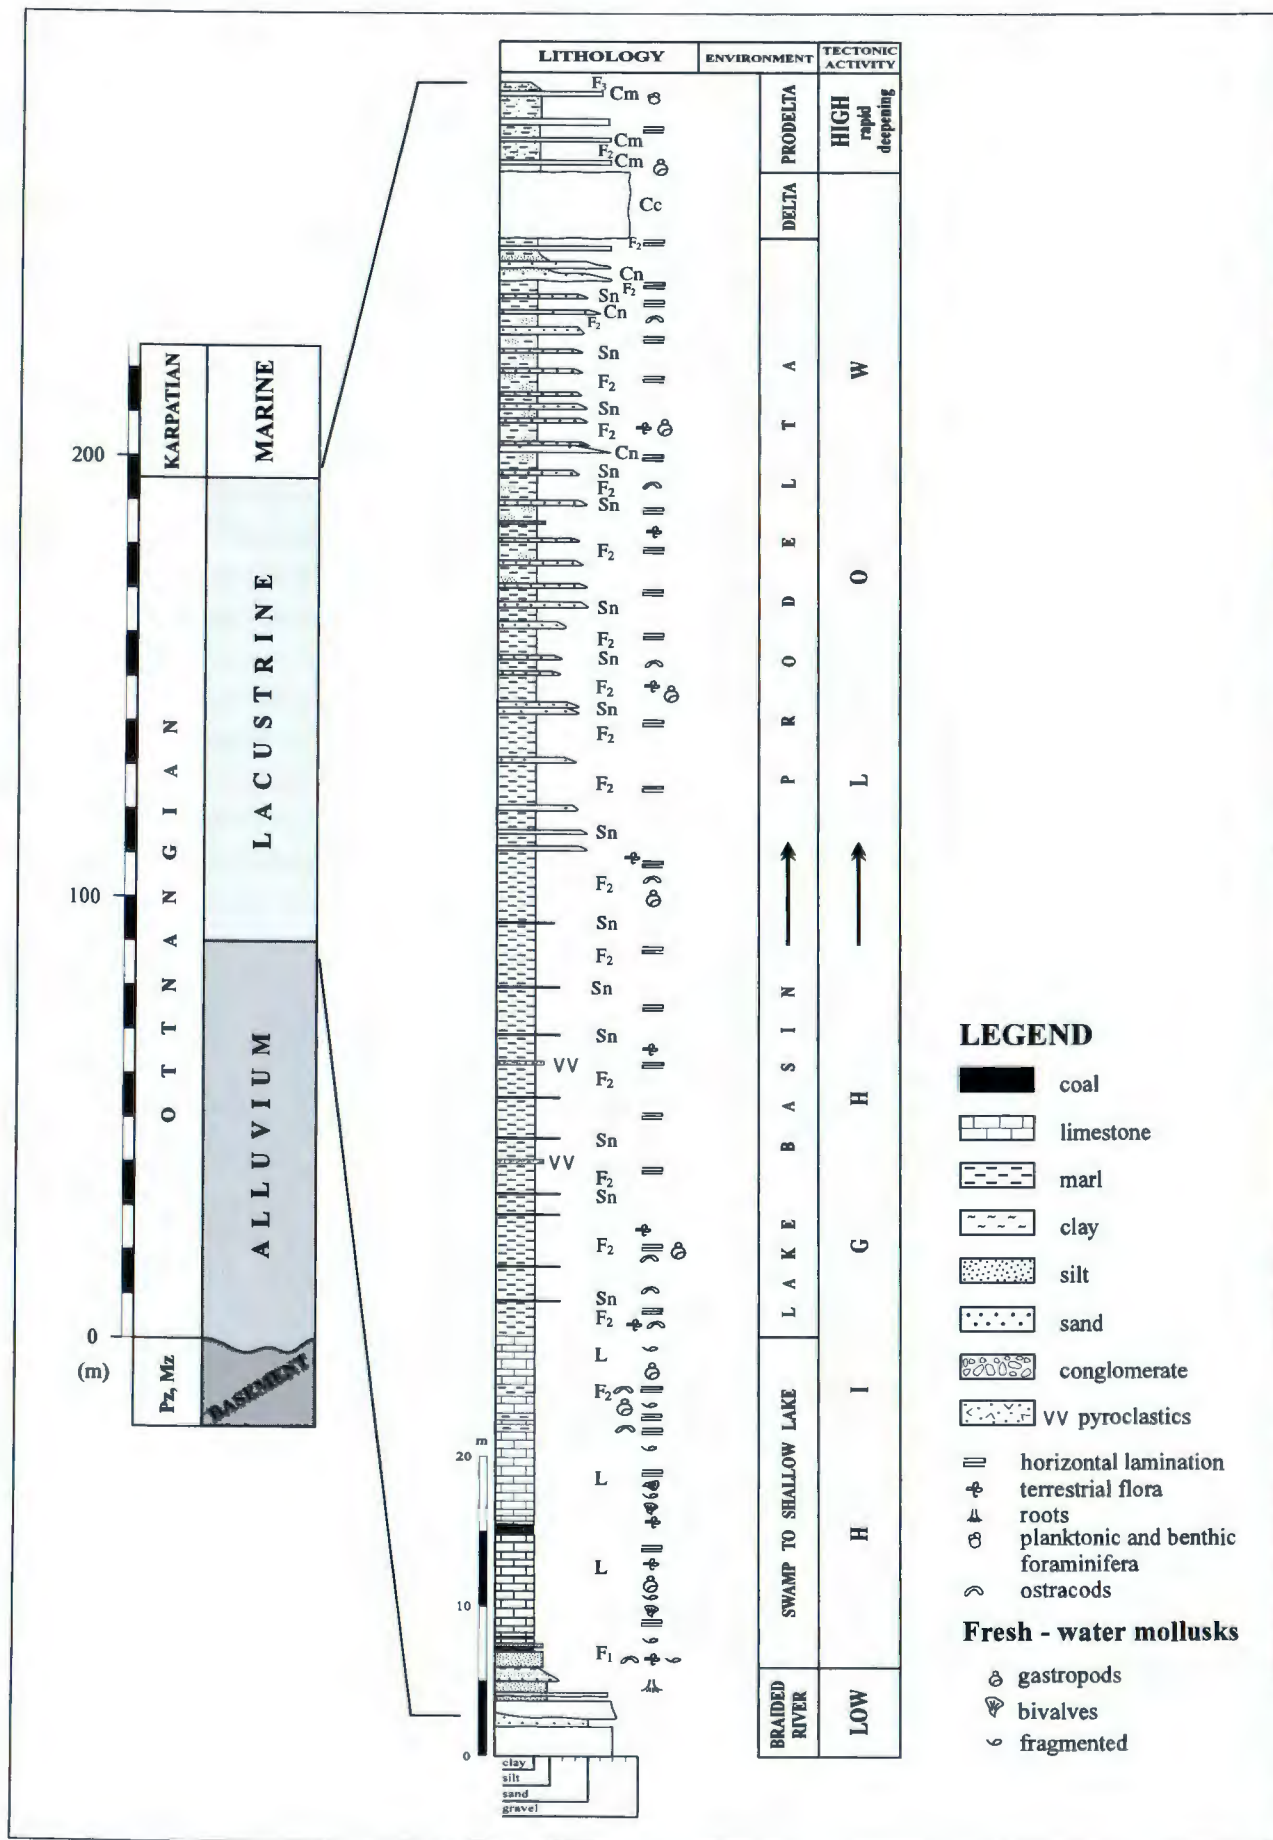 LITHOLOGY
ENVIRONMENT
TECTONIC
ACTIVITY
F3
Cm
Cm
F2
Cm
Cc
F2
Cn
F2
Sn
Cn
F2
Sn
F2
Sn
F2
Cn
Sn
F2
Sn
F2
Sn
F2
Sn
F2
Sn
F2
F2
Sn
F2
Sn
F2
Sn
Sn
VV
F2
Sn
VV
F2
Sn
F2
Sn
F2
L
F2
L
L
F1
PRODELTA
DELTA
PRODELTA
LAKE BASIN
SWAMP TO SHALLOW LAKE
BRAIDED
RIVER
HIGH
rapid
deepening
LOW
HIGH
LOW
KARPATIAN
MARINE
OTTNANGIAN
LACUSTRINE
ALLUVIUM
Pz, Mz
BASEMENT
200
100
0
(m)
m
20
10
0
clay
silt
sand
gravel
LEGEND
coal
limestone
marl
clay
silt
sand
conglomerate
VV pyroclastics
horizontal lamination
terrestrial flora
roots
planktonic and benthic
foraminifera
ostracods
Fresh - water mollusks
gastropods
bivalves
fragmented